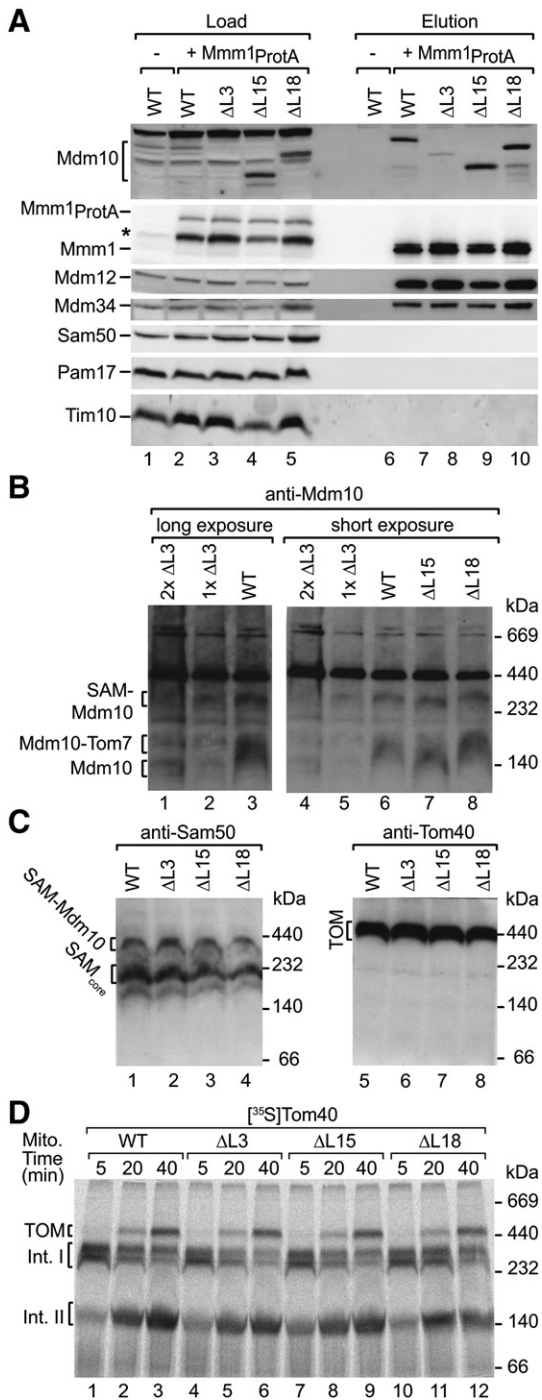 A
Load Elution
- + Mmm1ProtA - + Mmm1ProtA
WT WT ΔL3 ΔL15 ΔL18 WT WT ΔL3 ΔL15 ΔL18
Mdm10
Mmm1ProtA
*
Mmm1
Mdm12
Mdm34
Sam50
Pam17
Tim10
1 2 3 4 5 6 7 8 9 10
B
anti-Mdm10
long exposure short exposure
2x ΔL3 1x ΔL3 WT 2x ΔL3 1x ΔL3 WT ΔL15 ΔL18
kDa
669
440
SAM-
Mdm10
232
Mdm10-Tom7
Mdm10
140
1 2 3 4 5 6 7 8
C
anti-Sam50 anti-Tom40
WT ΔL3 ΔL15 ΔL18 WT ΔL3 ΔL15 ΔL18
kDa kDa
SAM-Mdm10
440 TOM 440
SAMcore
232 232
140 140
66 66
1 2 3 4 5 6 7 8
D
[35S]Tom40
Mito. WT ΔL3 ΔL15 ΔL18
Time 5 20 40 5 20 40 5 20 40 5 20 40
(min) kDa
669
TOM 440
Int. I
232
Int. II 140
66
1 2 3 4 5 6 7 8 9 10 11 12